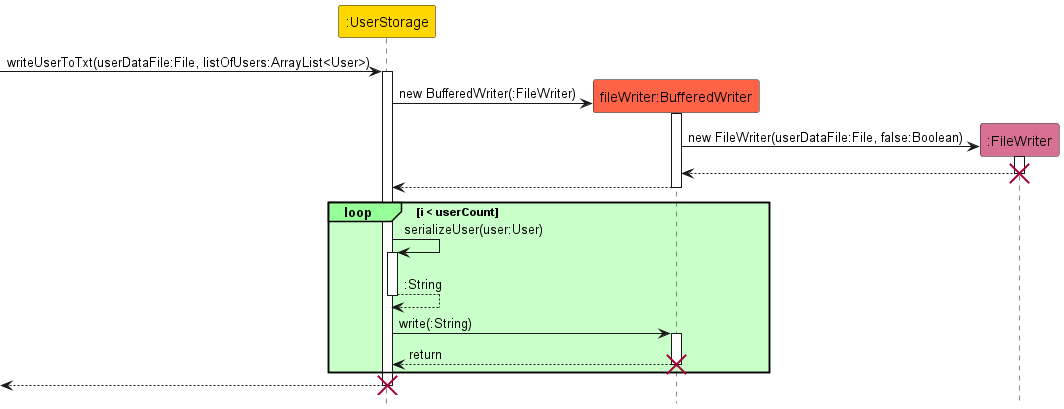 :UserStorage
writeUserToTxt(userDataFile:File, listOfUsers:ArrayList<User>)
new BufferedWriter(:FileWriter)
fileWriter:BufferedWriter
new FileWriter(userDataFile:File, false:Boolean)
:FileWriter
loop
[i < userCount]
serializeUser(user:User)
:String
write(:String)
return